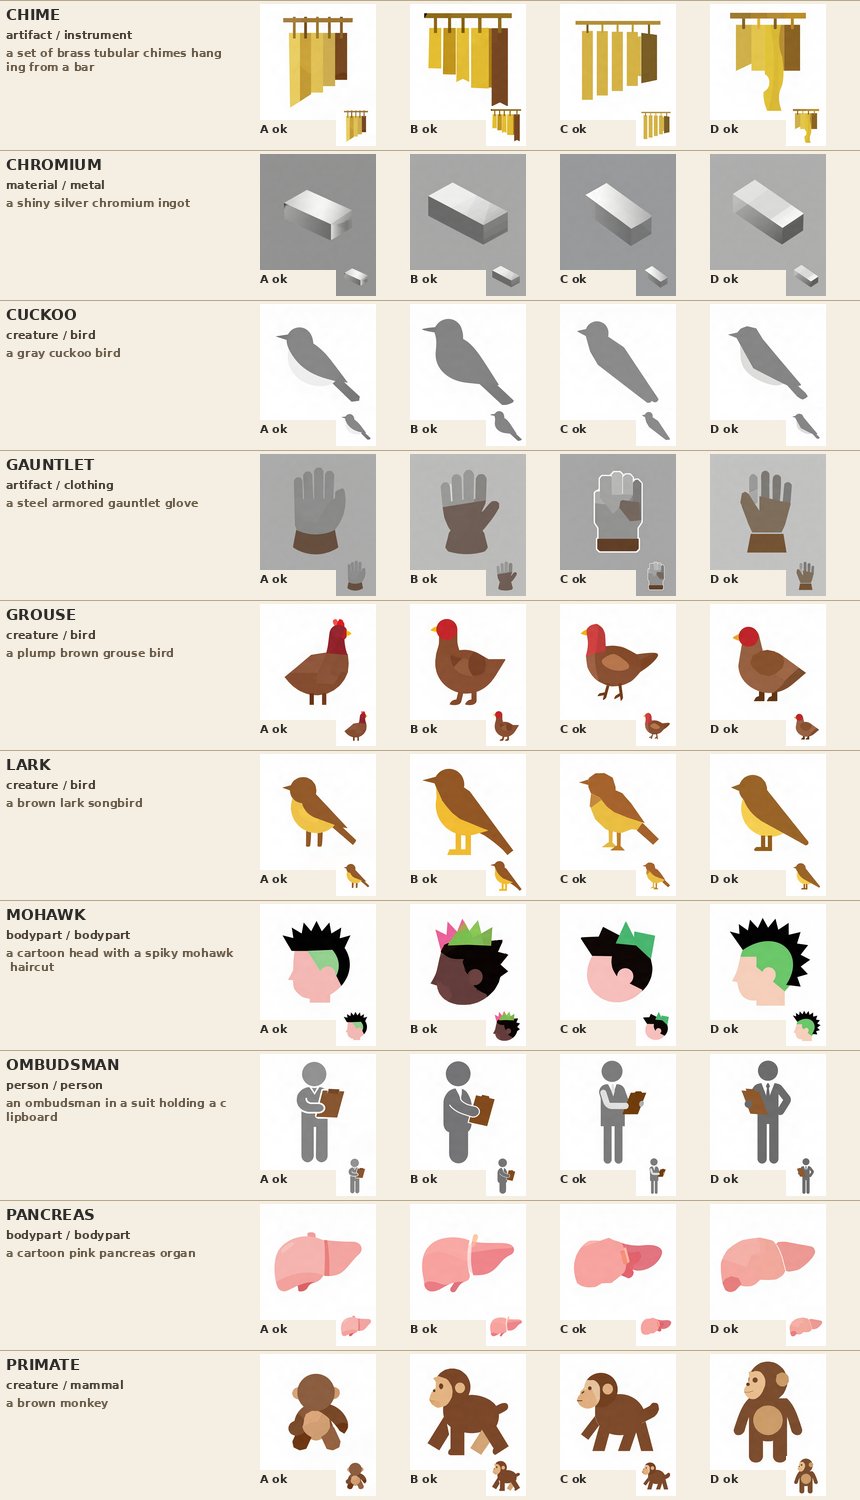 CHIME
artifact / instrument
a set of brass tubular chimes hang
ing from a bar
A ok
B ok
C ok
D ok
CHROMIUM
material / metal
a shiny silver chromium ingot
A ok
B ok
C ok
D ok
CUCKOO
creature / bird
a gray cuckoo bird
A ok
B ok
C ok
D ok
GAUNTLET
artifact / clothing
a steel armored gauntlet glove
A ok
B ok
C ok
D ok
GROUSE
creature / bird
a plump brown grouse bird
A ok
B ok
C ok
D ok
LARK
creature / bird
a brown lark songbird
A ok
B ok
C ok
D ok
MOHAWK
bodypart / bodypart
a cartoon head with a spiky mohawk
haircut
A ok
B ok
C ok
D ok
OMBUDSMAN
person / person
an ombudsman in a suit holding a c
lipboard
A ok
B ok
C ok
D ok
PANCREAS
bodypart / bodypart
a cartoon pink pancreas organ
A ok
B ok
C ok
D ok
PRIMATE
creature / mammal
a brown monkey
A ok
B ok
C ok
D ok